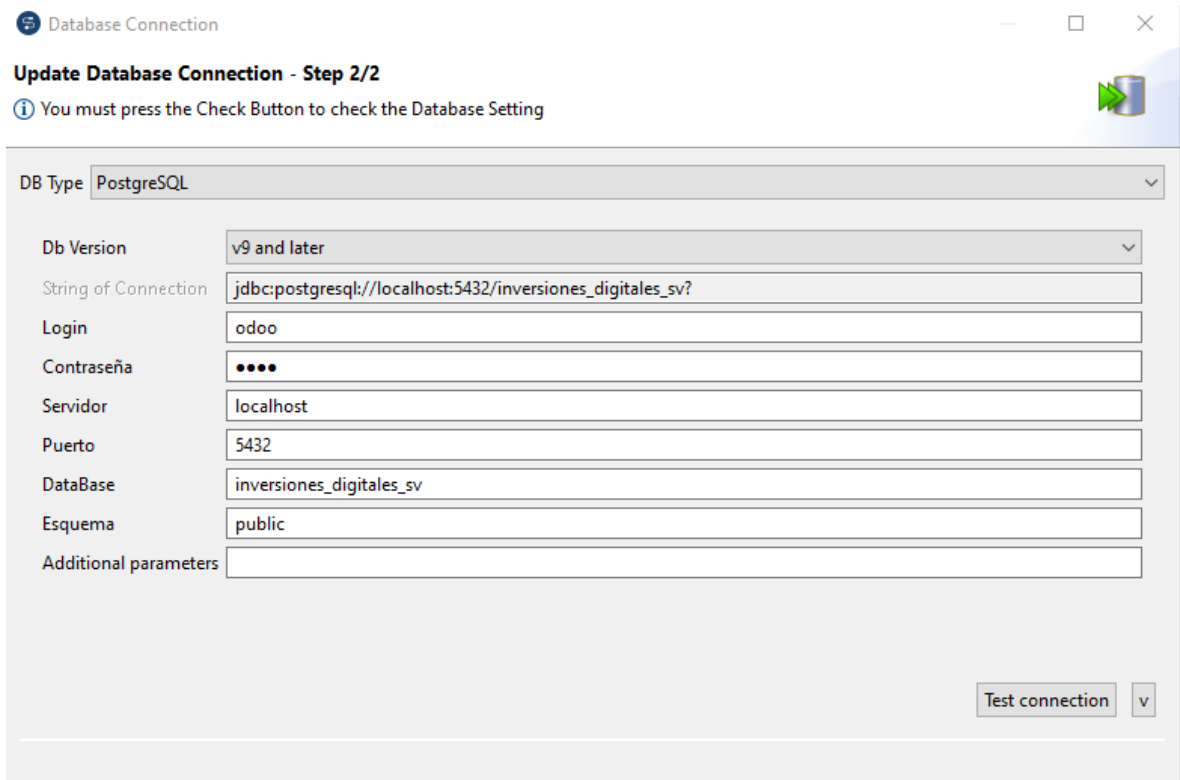 Database Connection
Update Database Connection - Step 2/2
You must press the Check Button to check the Database Setting
DB Type PostgreSQL
Db Version v9 and later
String of Connection jdbc:postgresql://localhost:5432/inversiones_digitales_sv?
Login odoo
Contraseña ●●●●
Servidor localhost
Puerto 5432
DataBase inversiones_digitales_sv
Esquema public
Additional parameters
Test connection v